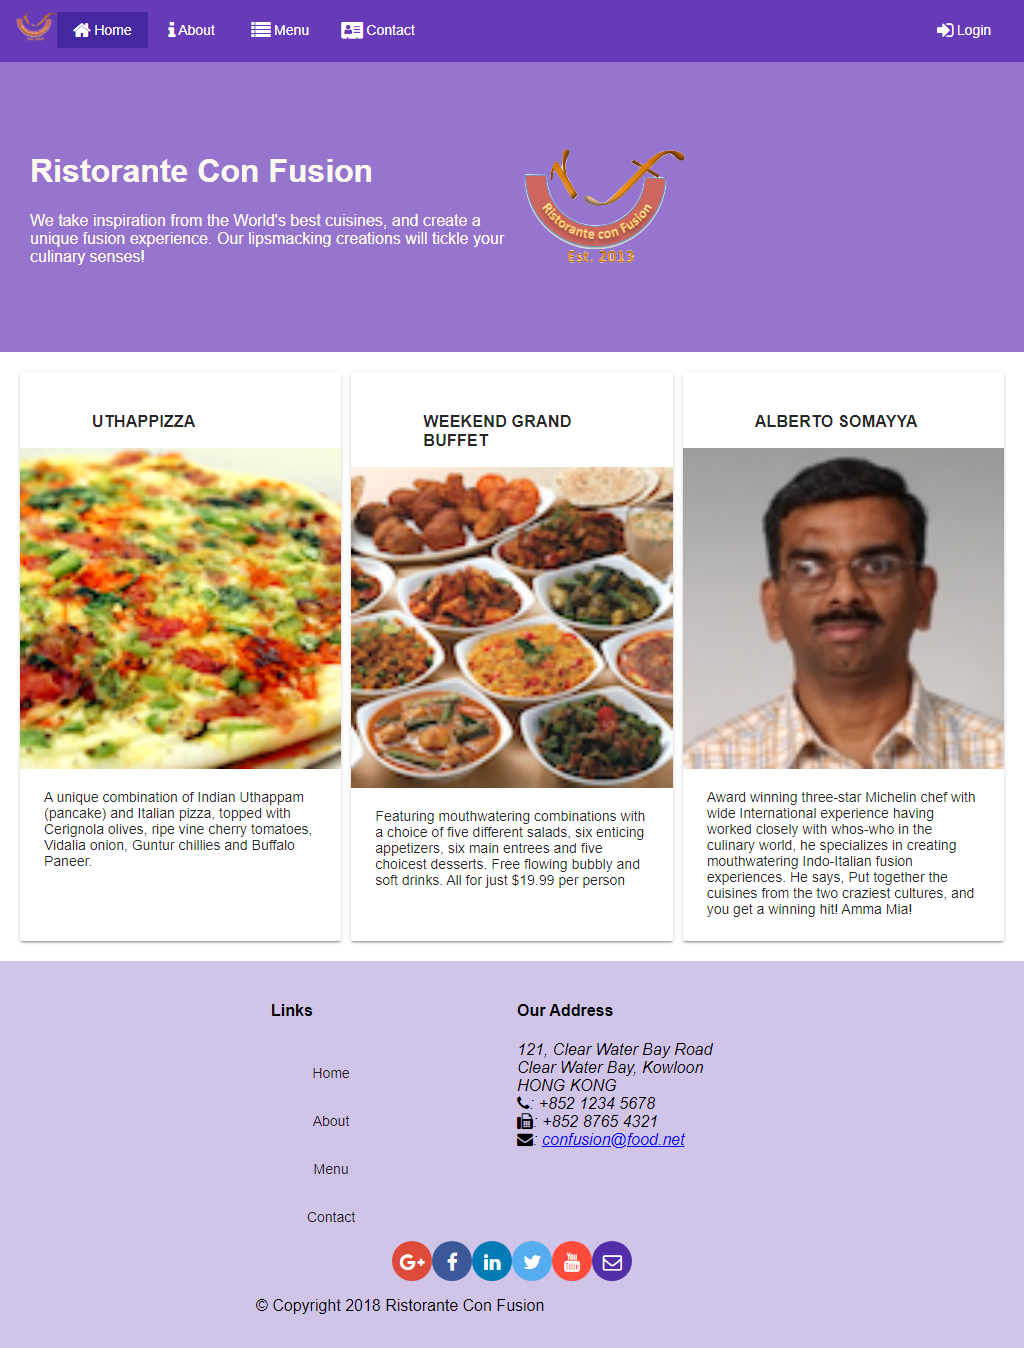 Home
About
Menu
Contact
Login
Ristorante Con Fusion
We take inspiration from the World's best cuisines, and create a
unique fusion experience. Our lipsmacking creations will tickle your
culinary senses!
Ristorante con Fusion
Est. 2013
UTHAPPIZZA
A unique combination of Indian Uthappam
(pancake) and Italian pizza, topped with
Cerignola olives, ripe vine cherry tomatoes,
Vidalia onion, Guntur chillies and Buffalo
Paneer.
WEEKEND GRAND
BUFFET
Featuring mouthwatering combinations with
a choice of five different salads, six enticing
appetizers, six main entrees and five
choicest desserts. Free flowing bubbly and
soft drinks. All for just $19.99 per person
ALBERTO SOMAYYA
Award winning three-star Michelin chef with
wide International experience having
worked closely with whos-who in the
culinary world, he specializes in creating
mouthwatering Indo-Italian fusion
experiences. He says, Put together the
cuisines from the two craziest cultures, and
you get a winning hit! Amma Mia!
Links
Home
About
Menu
Contact
Our Address
121, Clear Water Bay Road
Clear Water Bay, Kowloon
HONG KONG
: +852 1234 5678
: +852 8765 4321
: confusion@food.net
G+ f in You Tube
© Copyright 2018 Ristorante Con Fusion